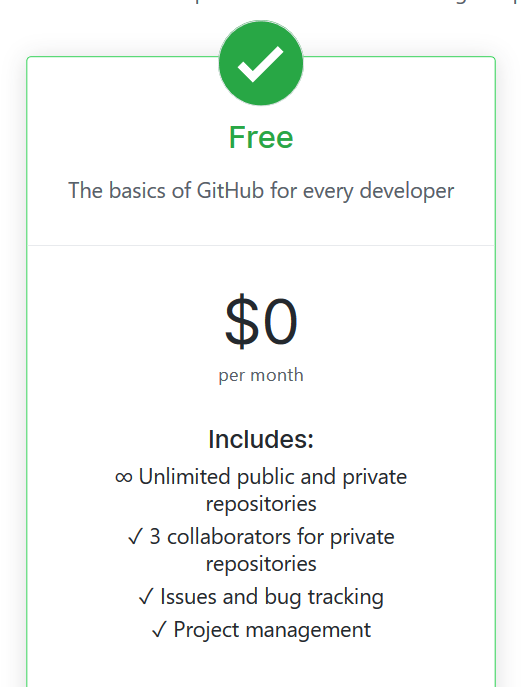 Free
The basics of GitHub for every developer
$0
per month
Includes:
∞ Unlimited public and private
repositories
✓ 3 collaborators for private
repositories
✓ Issues and bug tracking
✓ Project management